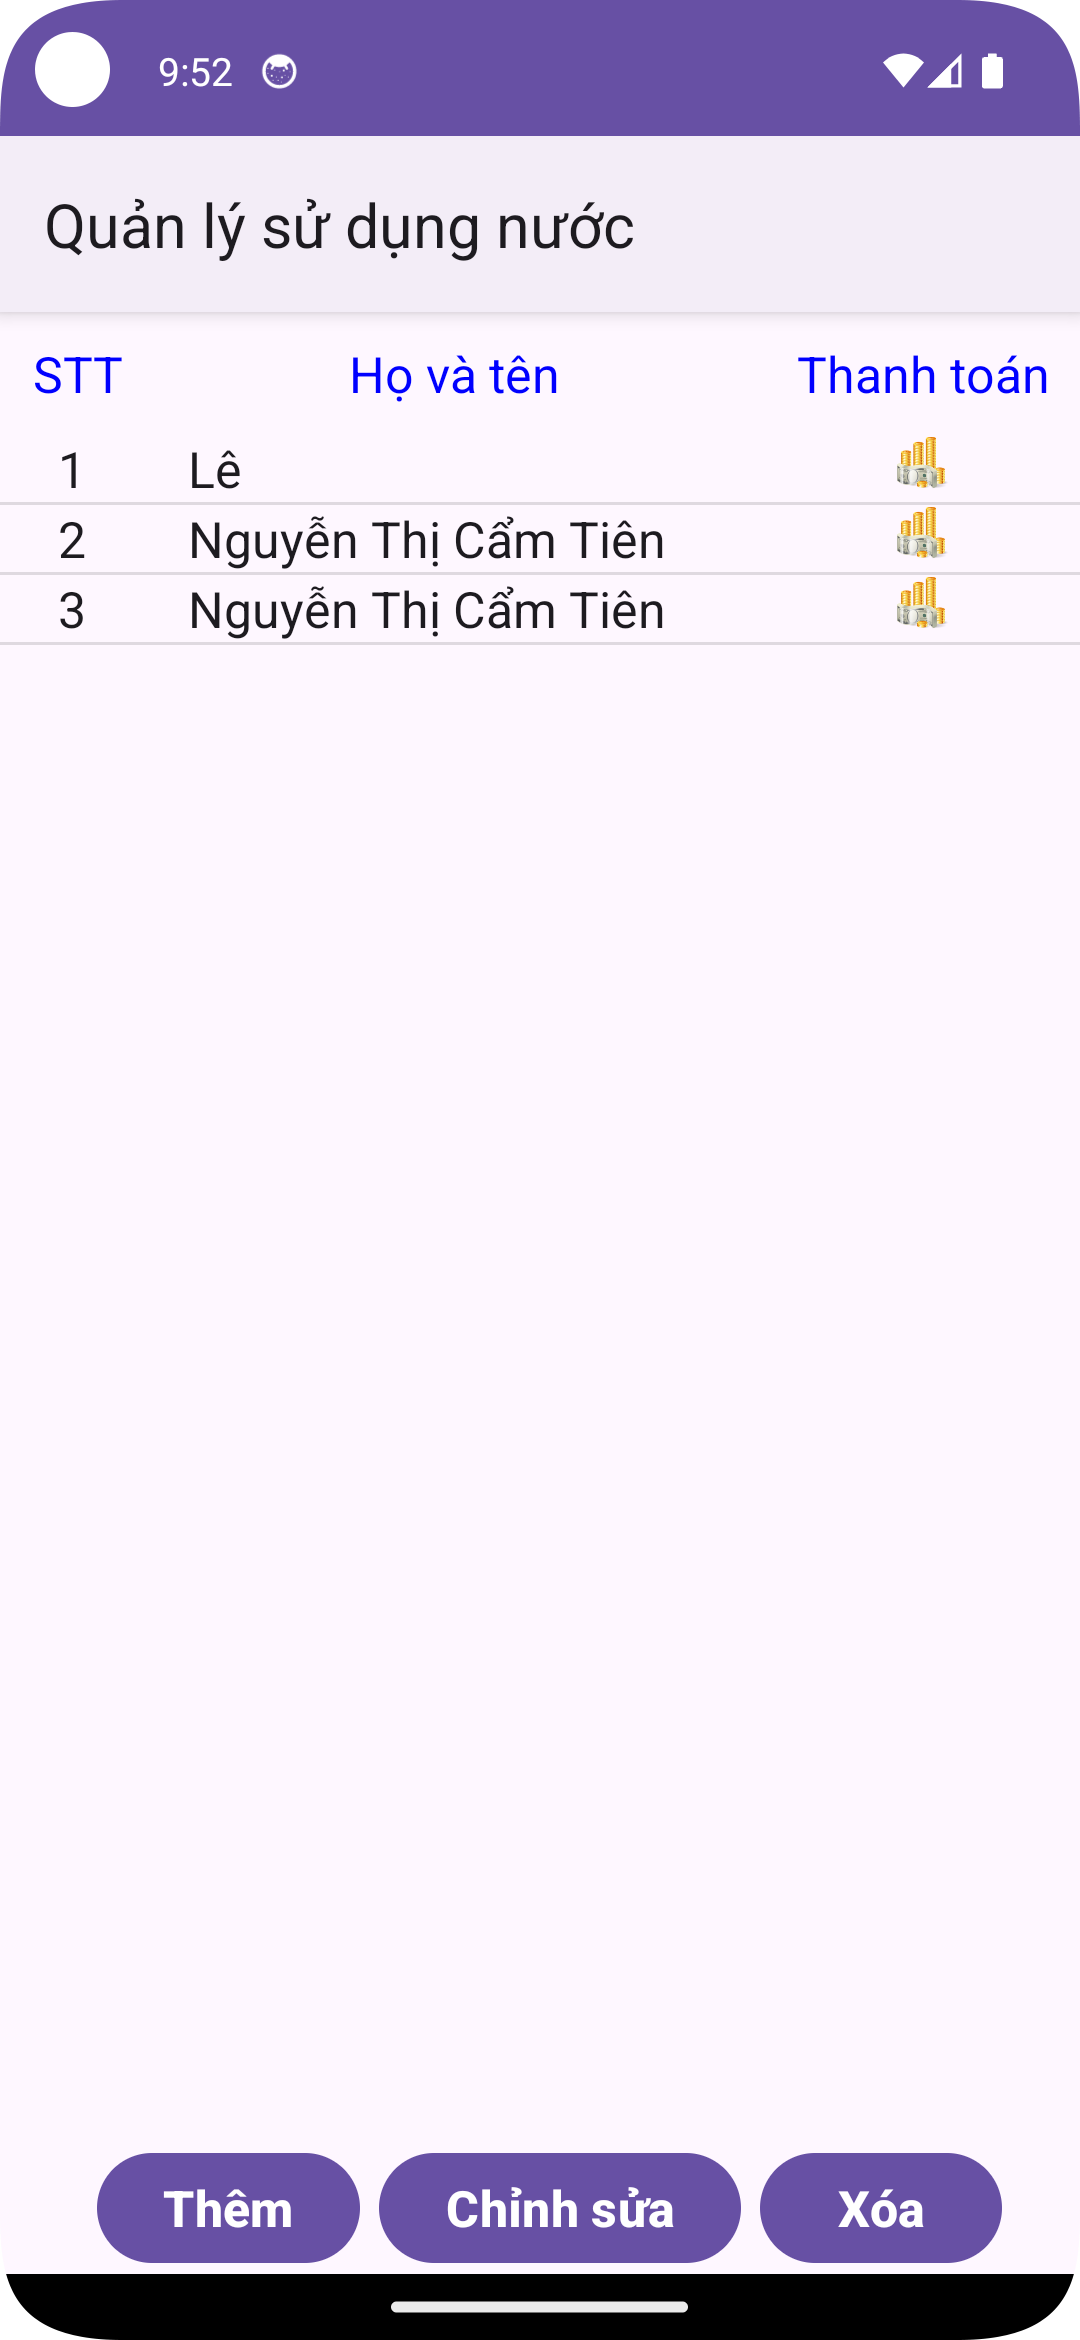 9:52
Quản lý sử dụng nước
STT Họ và tên Thanh toán
1 Lê
2 Nguyễn Thị Cẩm Tiên
3 Nguyễn Thị Cẩm Tiên
Thêm Chỉnh sửa Xóa